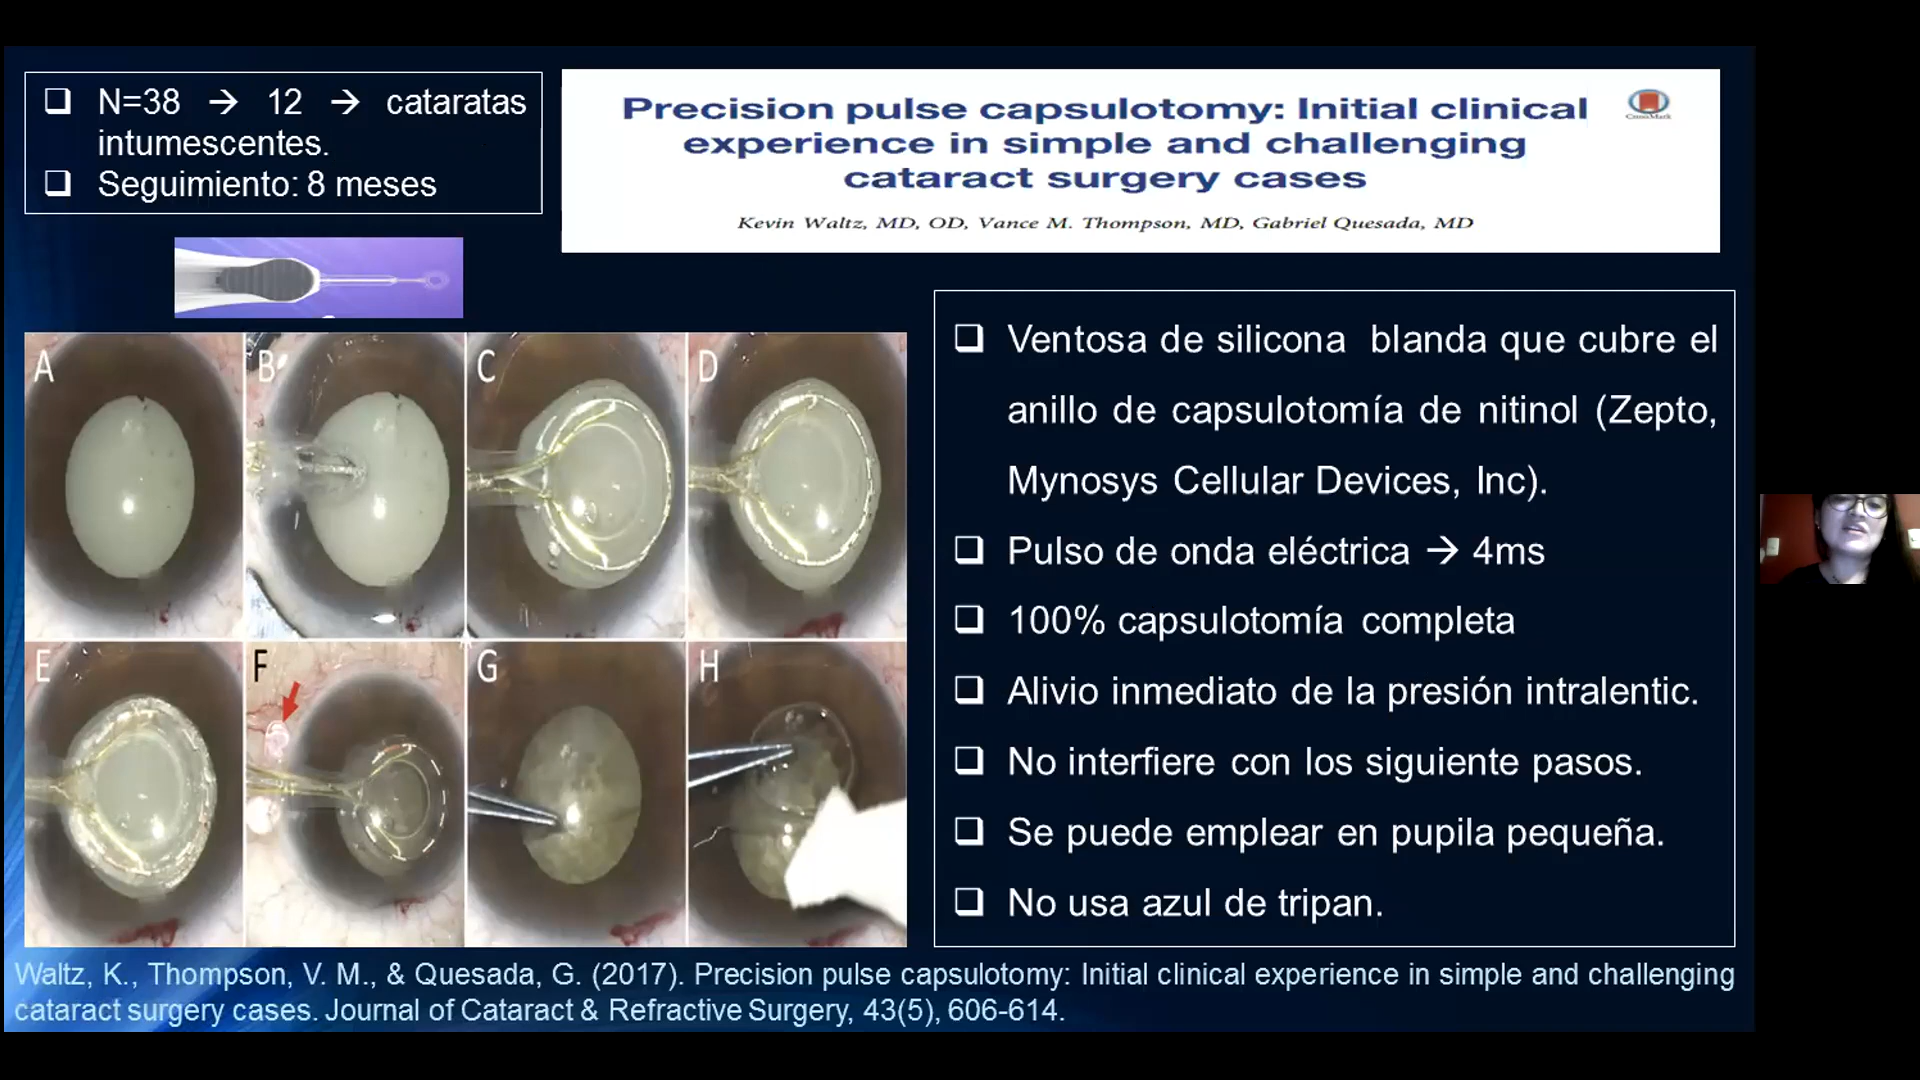 N=38 → 12 → cataratas
intumescentes.
Seguimiento: 8 meses
Precision pulse capsulotomy: Initial clinical
experience in simple and challenging
cataract surgery cases
CrossMark
Kevin Waltz, MD, OD, Vance M. Thompson, MD, Gabriel Quesada, MD
A
B
C
D
E
F
G
H
Ventosa de silicona blanda que cubre el
anillo de capsulotomía de nitinol (Zepto,
Mynosys Cellular Devices, Inc).
Pulso de onda eléctrica → 4ms
100% capsulotomía completa
Alivio inmediato de la presión intralentic.
No interfiere con los siguiente pasos.
Se puede emplear en pupila pequeña.
No usa azul de tripan.
Waltz, K., Thompson, V. M., & Quesada, G. (2017). Precision pulse capsulotomy: Initial clinical experience in simple and challenging
cataract surgery cases. Journal of Cataract & Refractive Surgery, 43(5), 606-614.